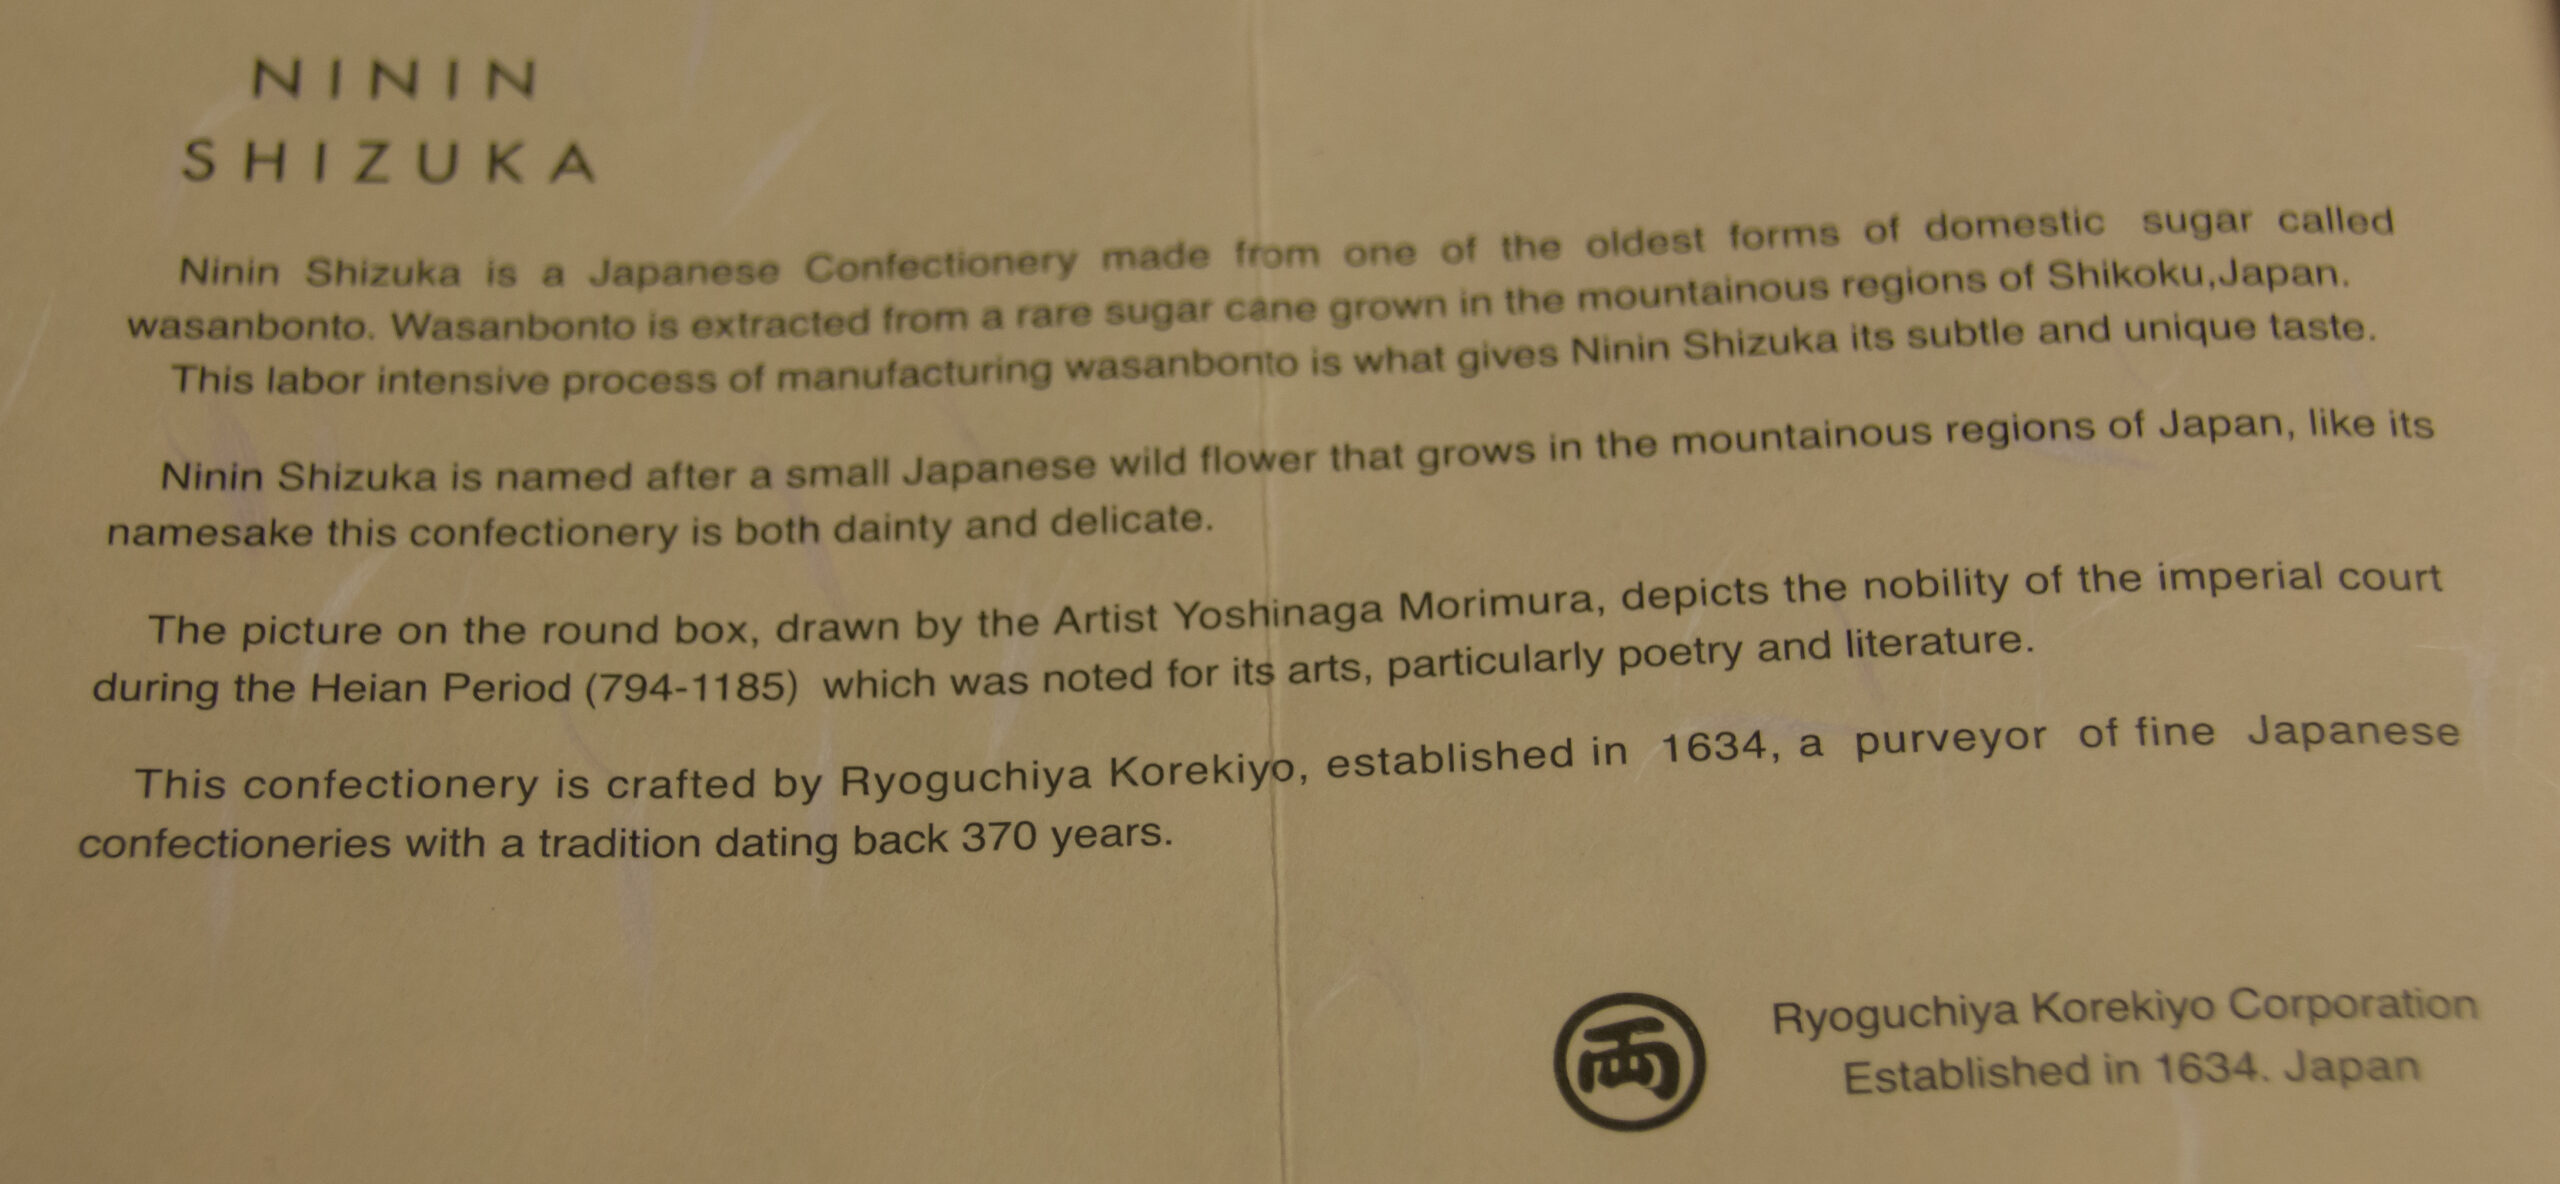 NININ
SHIZUKA
Ninin Shizuka is a Japanese Confectionery made from one of the oldest forms of domestic sugar called
wasanbonto. Wasanbonto is extracted from a rare sugar cane grown in the mountainous regions of Shikoku,Japan.
This labor intensive process of manufacturing wasanbonto is what gives Ninin Shizuka its subtle and unique taste.
Ninin Shizuka is named after a small Japanese wild flower that grows in the mountainous regions of Japan, like its
namesake this confectionery is both dainty and delicate.
The picture on the round box, drawn by the Artist Yoshinaga Morimura, depicts the nobility of the imperial court
during the Heian Period (794-1185) which was noted for its arts, particularly poetry and literature.
This confectionery is crafted by Ryoguchiya Korekiyo, established in 1634, a purveyor of fine Japanese
confectioneries with a tradition dating back 370 years.
両
Ryoguchiya Korekiyo Corporation
Established in 1634. Japan